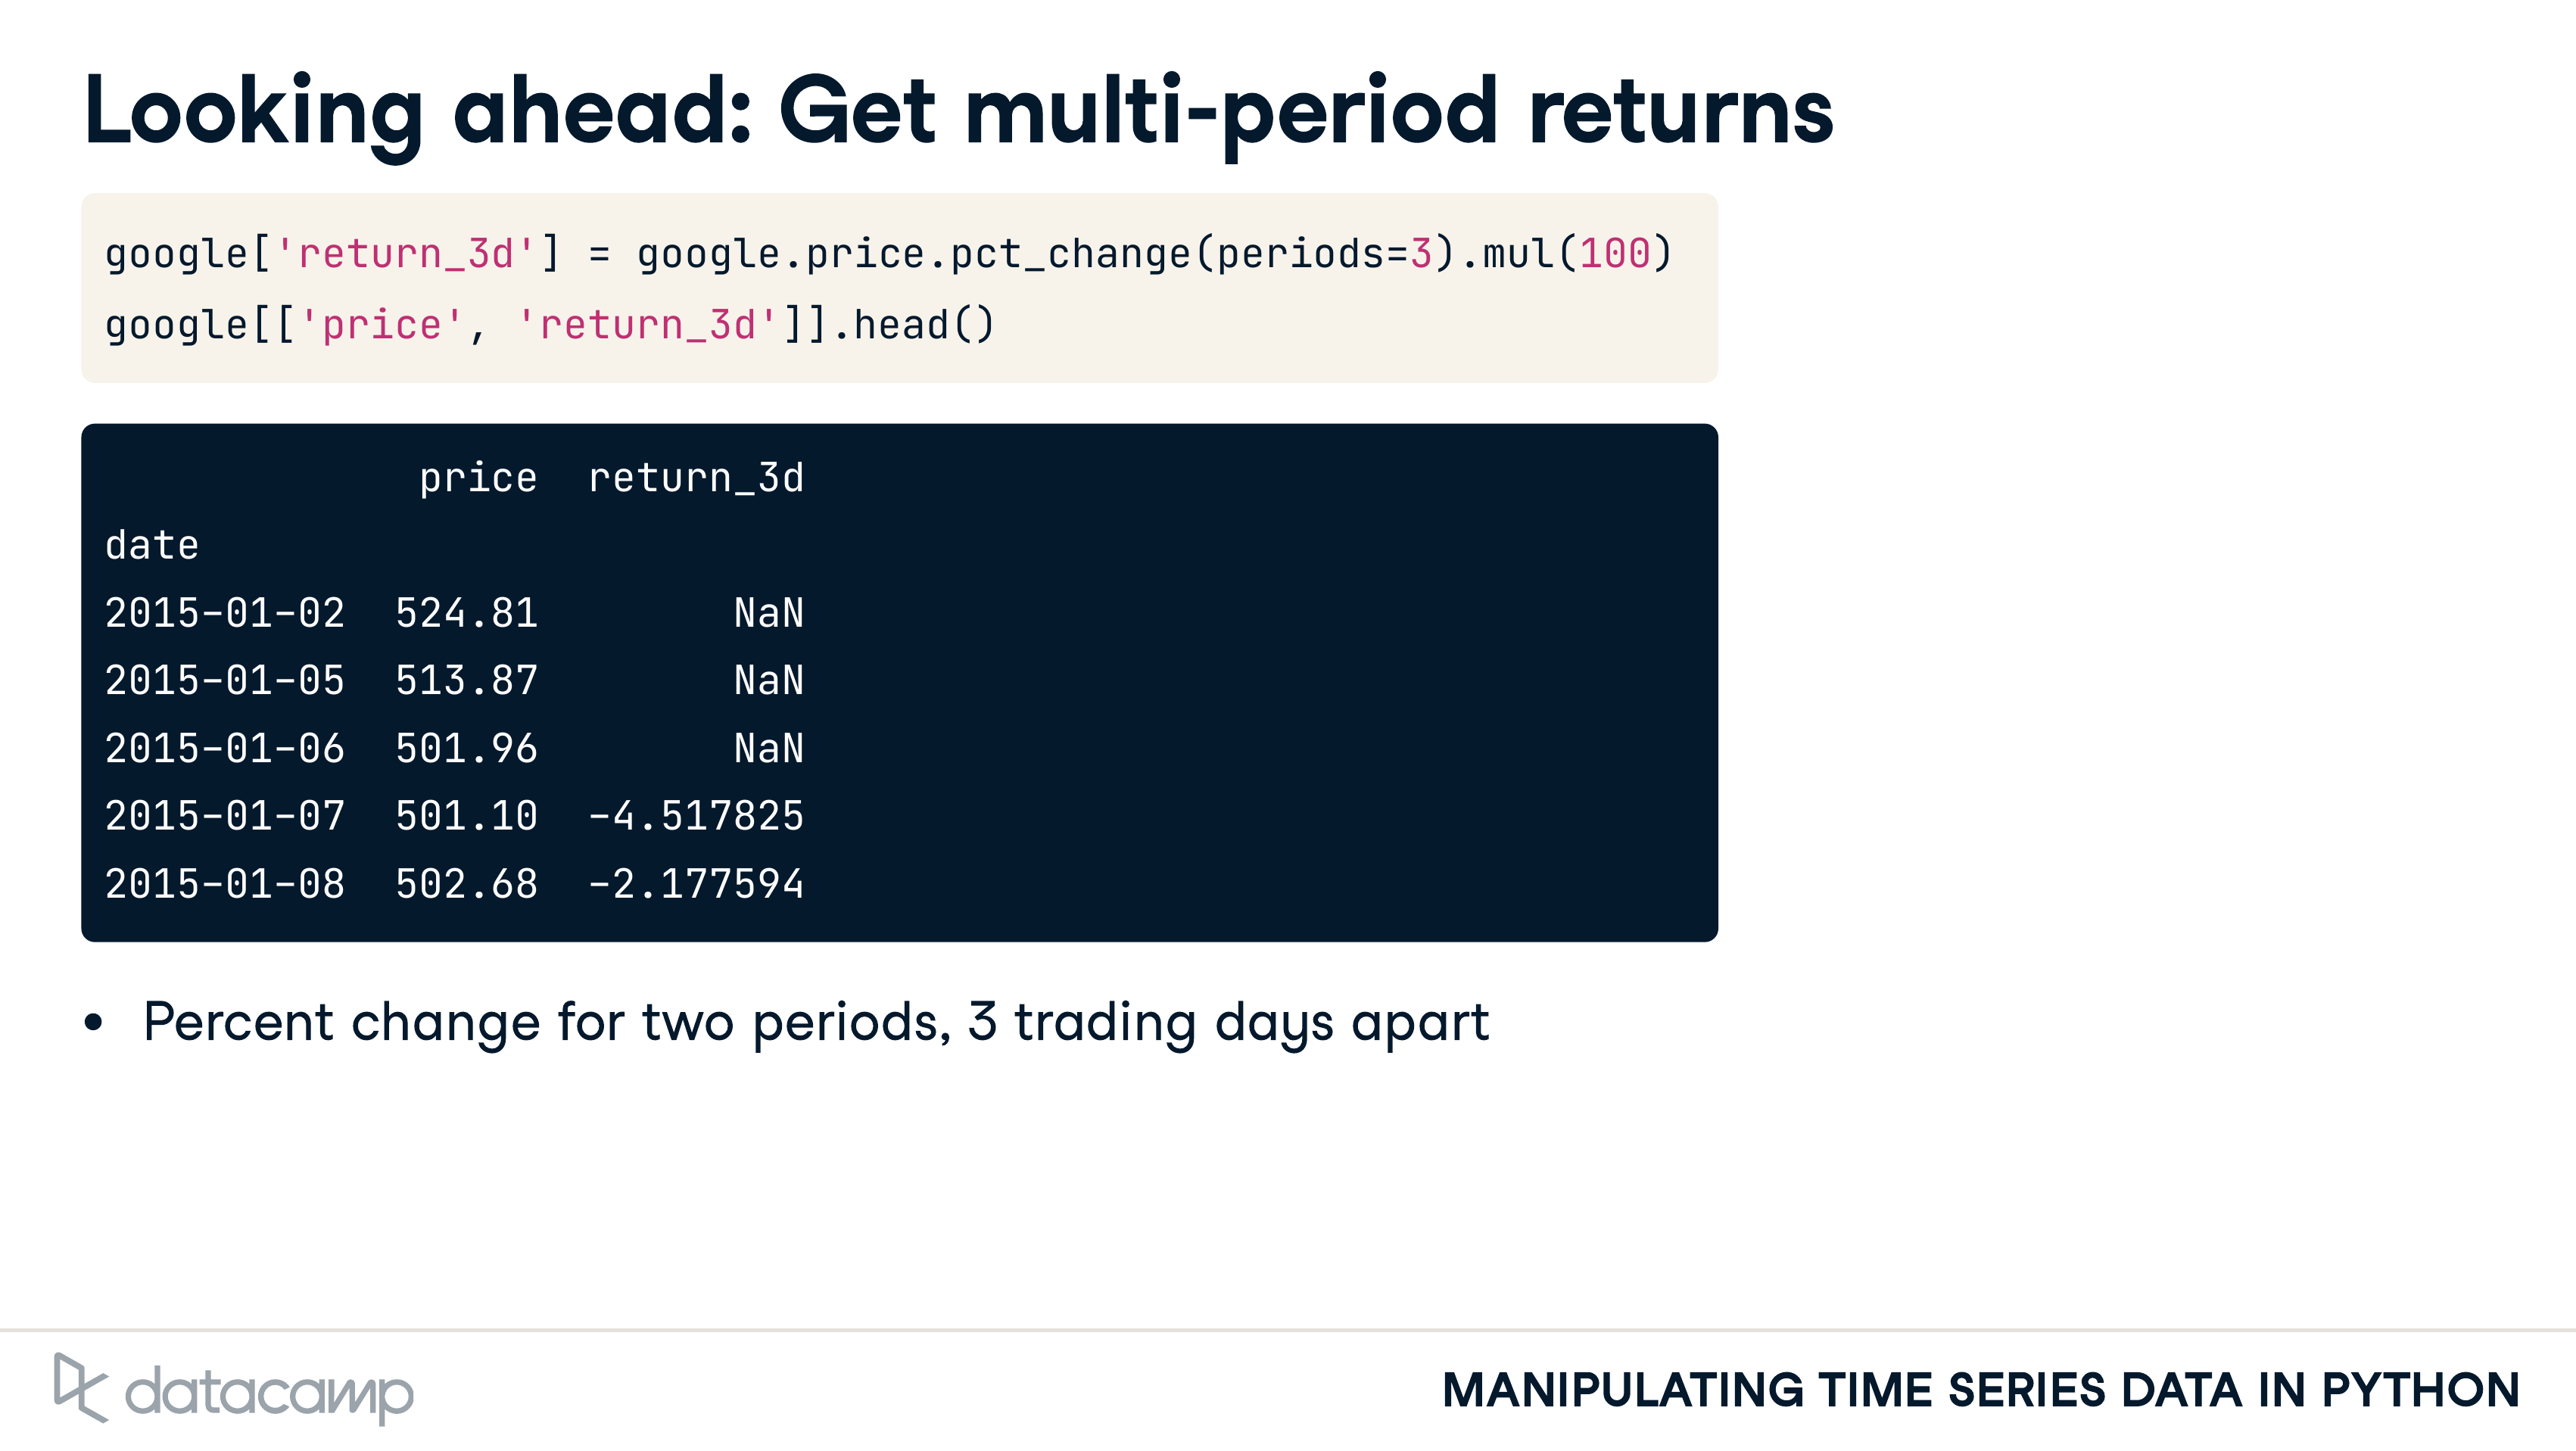 Looking ahead: Get multi-period returns
google['return_3d'] = google.price.pct_change(periods=3).mul(100)
google[['price', 'return_3d']].head()
price return_3d
date
2015-01-02 524.81 NaN
2015-01-05 513.87 NaN
2015-01-06 501.96 NaN
2015-01-07 501.10 -4.517825
2015-01-08 502.68 -2.177594
• Percent change for two periods, 3 trading days apart
datacamp
MANIPULATING TIME SERIES DATA IN PYTHON